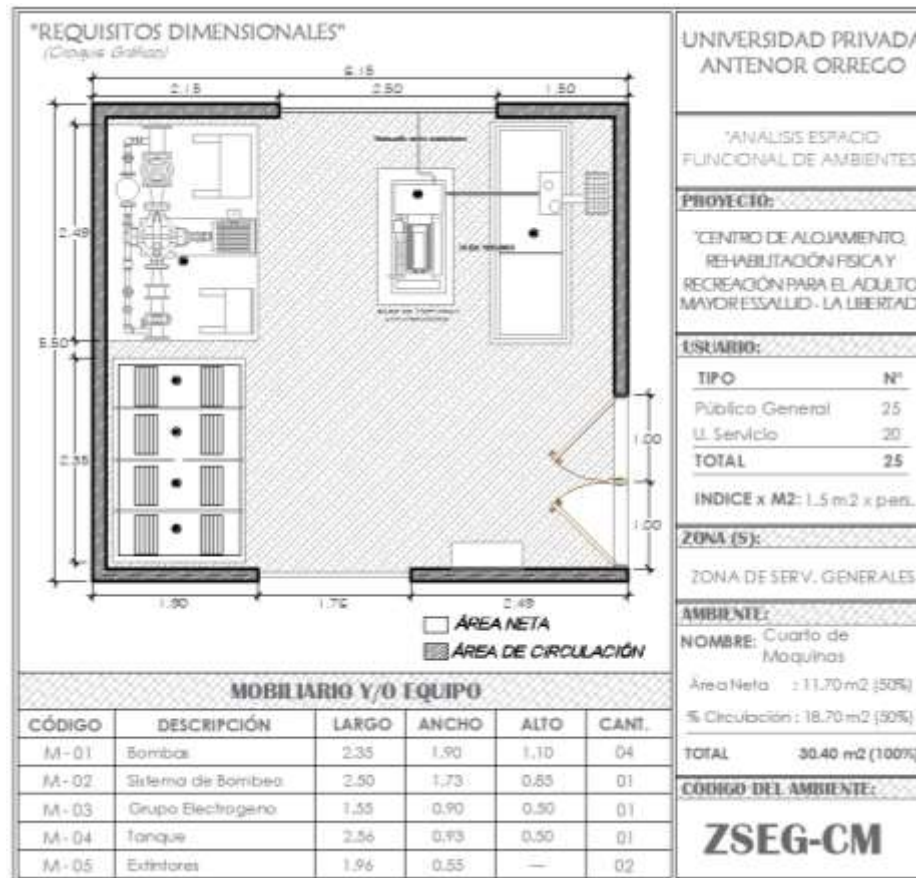 "REQUISITOS DIMENSIONALES"
(Croquis Gráfico)
6.15
2.15
2.50
1.50
2.49
5.50
2.35
1.00
1.00
1.90
1.76
2.49
ÁREA NETA
ÁREA DE CIRCULACIÓN
MOBILIARIO Y/O EQUIPO
CÓDIGO DESCRIPCIÓN LARGO ANCHO ALTO CANT.
M-01 Bombas 2.35 1.90 1.10 04
M-02 Sistema de Bombeo 2.50 1.73 0.85 01
M-03 Grupo Electrogeno 1.55 0.90 0.50 01
M-04 Tanque 2.56 0.93 0.50 01
M-05 Extintores 1.96 0.55 — 02
UNIVERSIDAD PRIVADA
ANTENOR ORREGO
"ANALISIS ESPACIO
FUNCIONAL DE AMBIENTES
PROYECTO:
"CENTRO DE ALOJAMIENTO,
REHABILITACIÓN FISICA Y
RECREACIÓN PARA EL ADULTO
MAYOR ESSALUD - LA LIBERTAD
USUARIO:
TIPO N°
Público General 25
U. Servicio 20
TOTAL 25
INDICE x M2: 1.5 m2 x pers.
ZONA (S):
ZONA DE SERV. GENERALES
AMBIENTE:
NOMBRE: Cuarto de
Maquinas
Area Neta : 11.70 m2 (50%)
% Circulación : 18.70 m2 (50%)
TOTAL 30.40 m2 (100%)
CÓDIGO DEL AMBIENTE:
ZSEG-CM